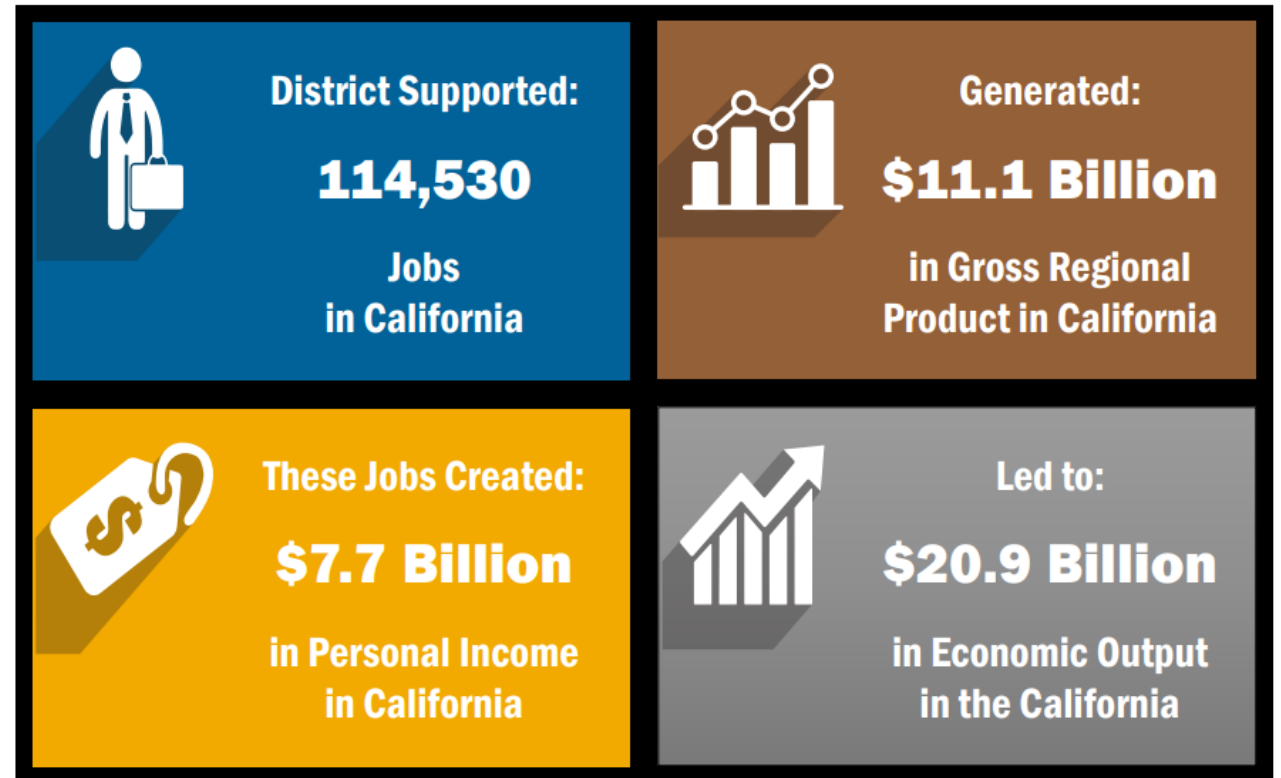 District Supported:
114,530
Jobs
in California
Generated:
$11.1 Billion
in Gross Regional
Product in California
These Jobs Created:
$7.7 Billion
in Personal Income
in California
Led to:
$20.9 Billion
in Economic Output
in the California